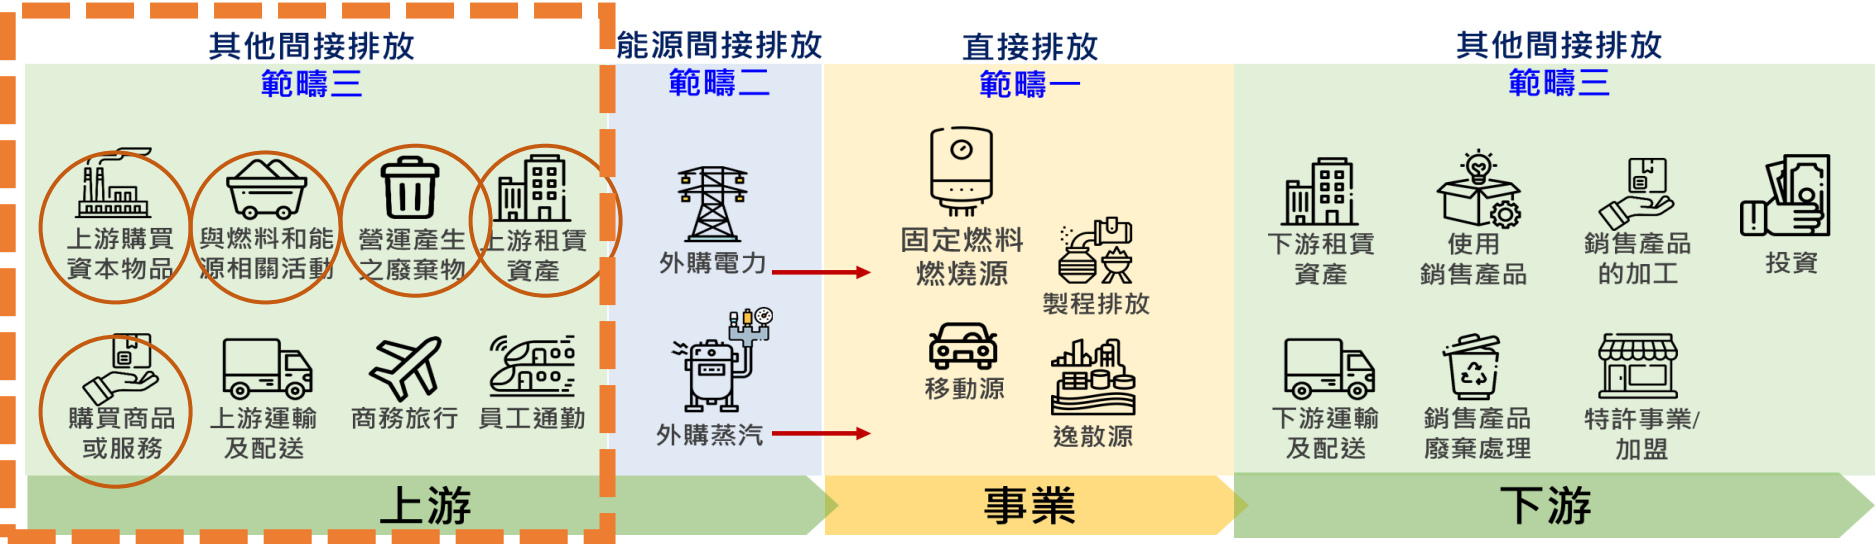 其他間接排放
範疇三
上游購買
資本物品
與燃料和能
源相關活動
營運產生
之廢棄物
上游租賃
資產
購買商品
或服務
上游運輸
及配送
商務旅行
員工通勤
能源間接排放
範疇二
外購電力
外購蒸汽
直接排放
範疇一
固定燃料
燃燒源
製程排放
移動源
逸散源
其他間接排放
範疇三
下游租賃
資產
使用
銷售產品
銷售產品
的加工
投資
下游運輸
及配送
銷售產品
廢棄處理
特許事業/
加盟
上游
事業
下游